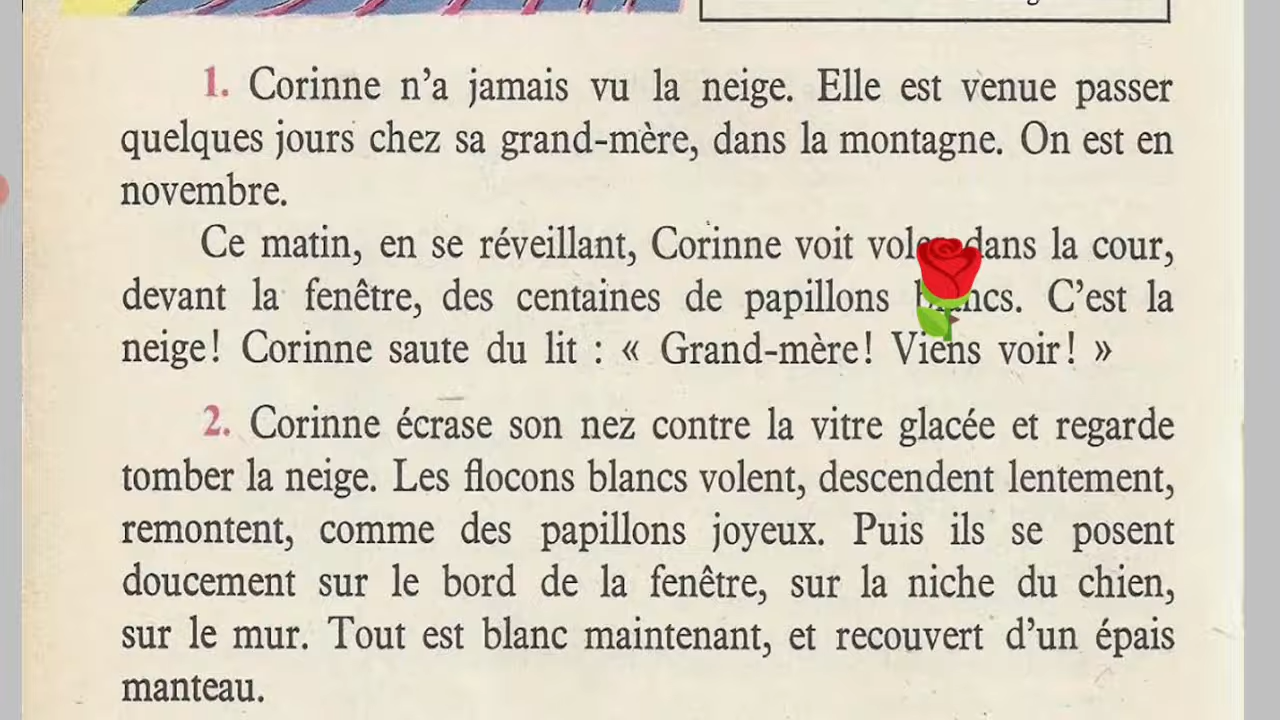 1. Corinne n'a jamais vu la neige. Elle est venue passer
quelques jours chez sa grand-mère, dans la montagne. On est en
novembre.
Ce matin, en se réveillant, Corinne voit voler dans la cour,
devant la fenêtre, des centaines de papillons blancs. C'est la
neige! Corinne saute du lit : « Grand-mère! Viens voir! »
2. Corinne écrase son nez contre la vitre glacée et regarde
tomber la neige. Les flocons blancs volent, descendent lentement,
remontent, comme des papillons joyeux. Puis ils se posent
doucement sur le bord de la fenêtre, sur la niche du chien,
sur le mur. Tout est blanc maintenant, et recouvert d'un épais
manteau.